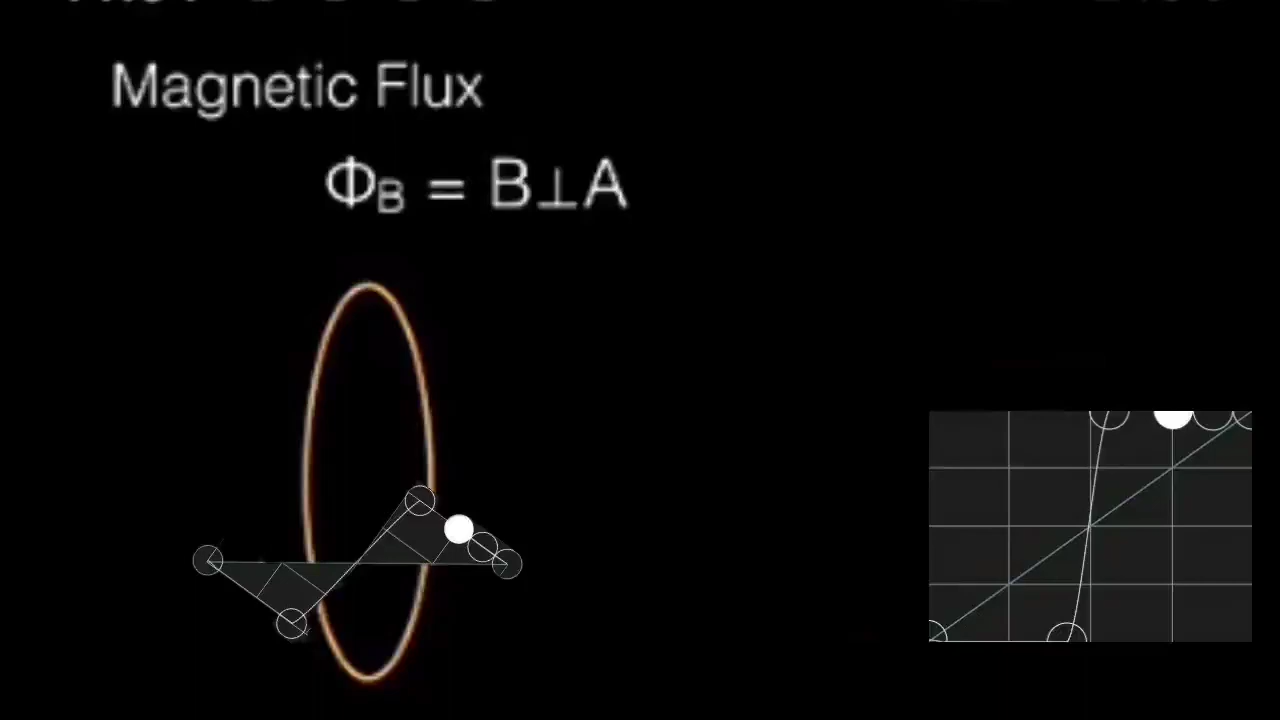 Magnetic Flux
ΦB = B⊥A